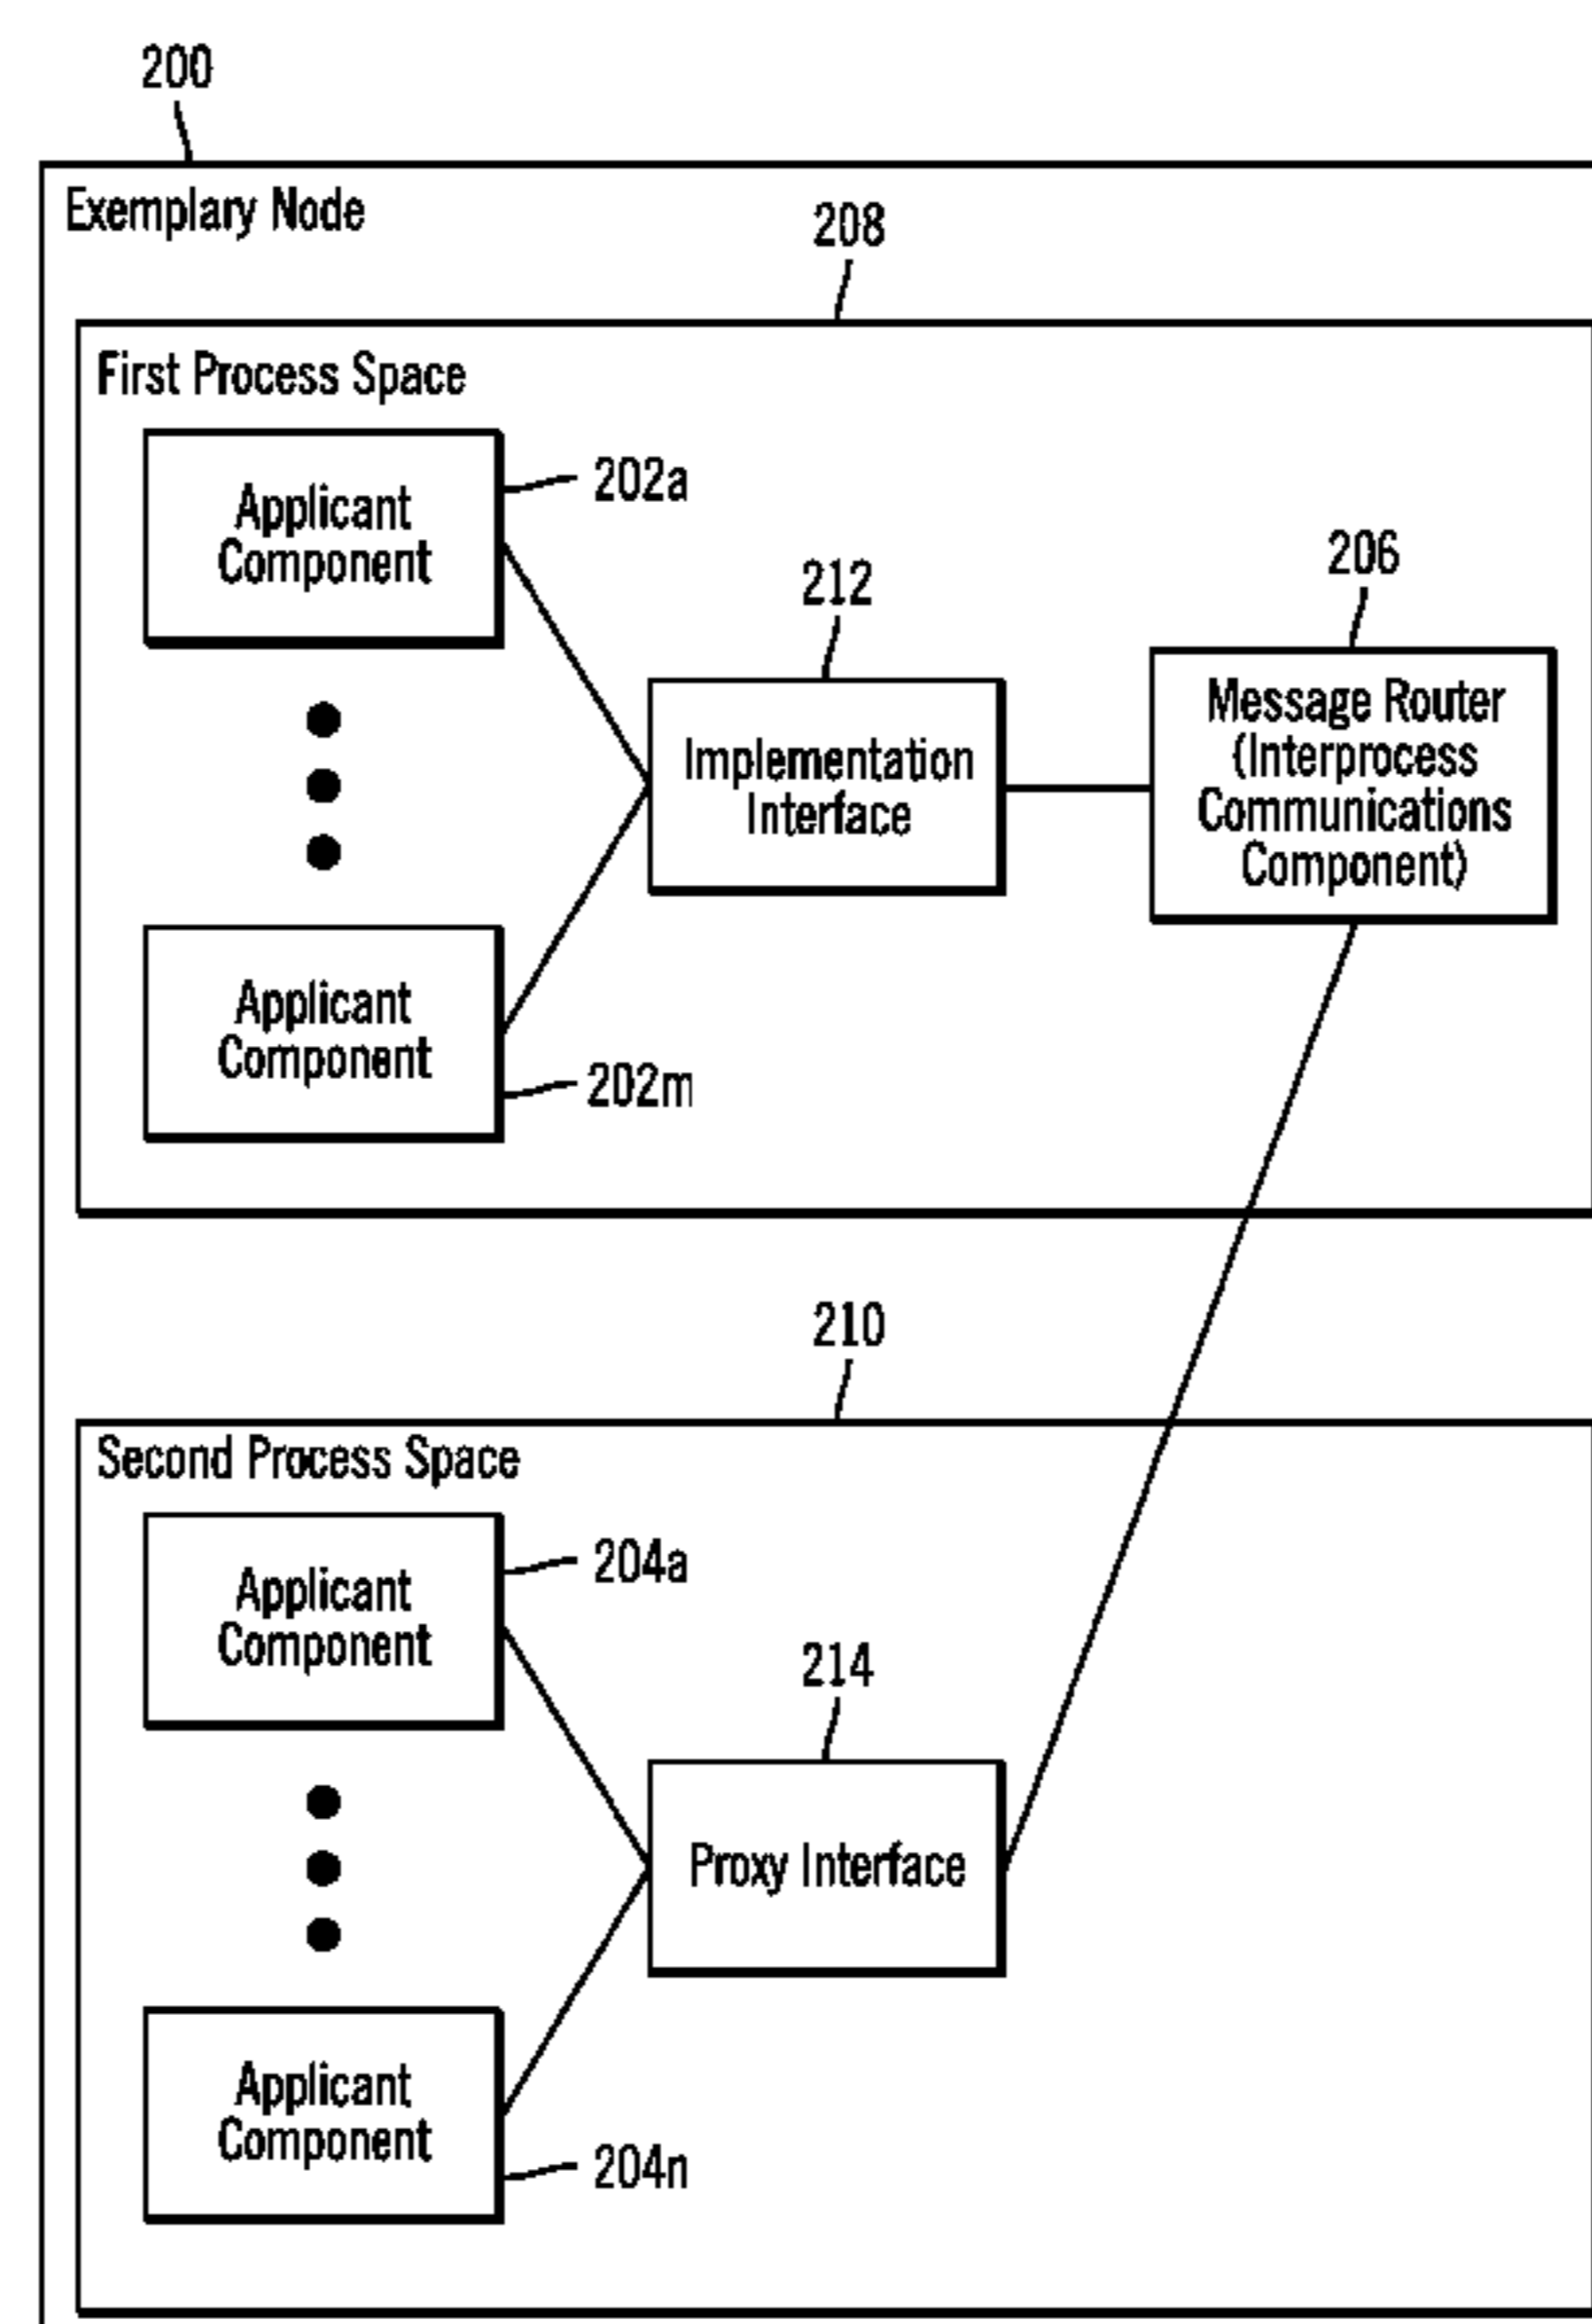 200
Exemplary Node
208
First Process Space
Applicant
Component
202a
212
206
Implementation
Interface
Message Router
(Interprocess
Communications
Component)
Applicant
Component
202m
210
Second Process Space
Applicant
Component
204a
214
Proxy Interface
Applicant
Component
204n